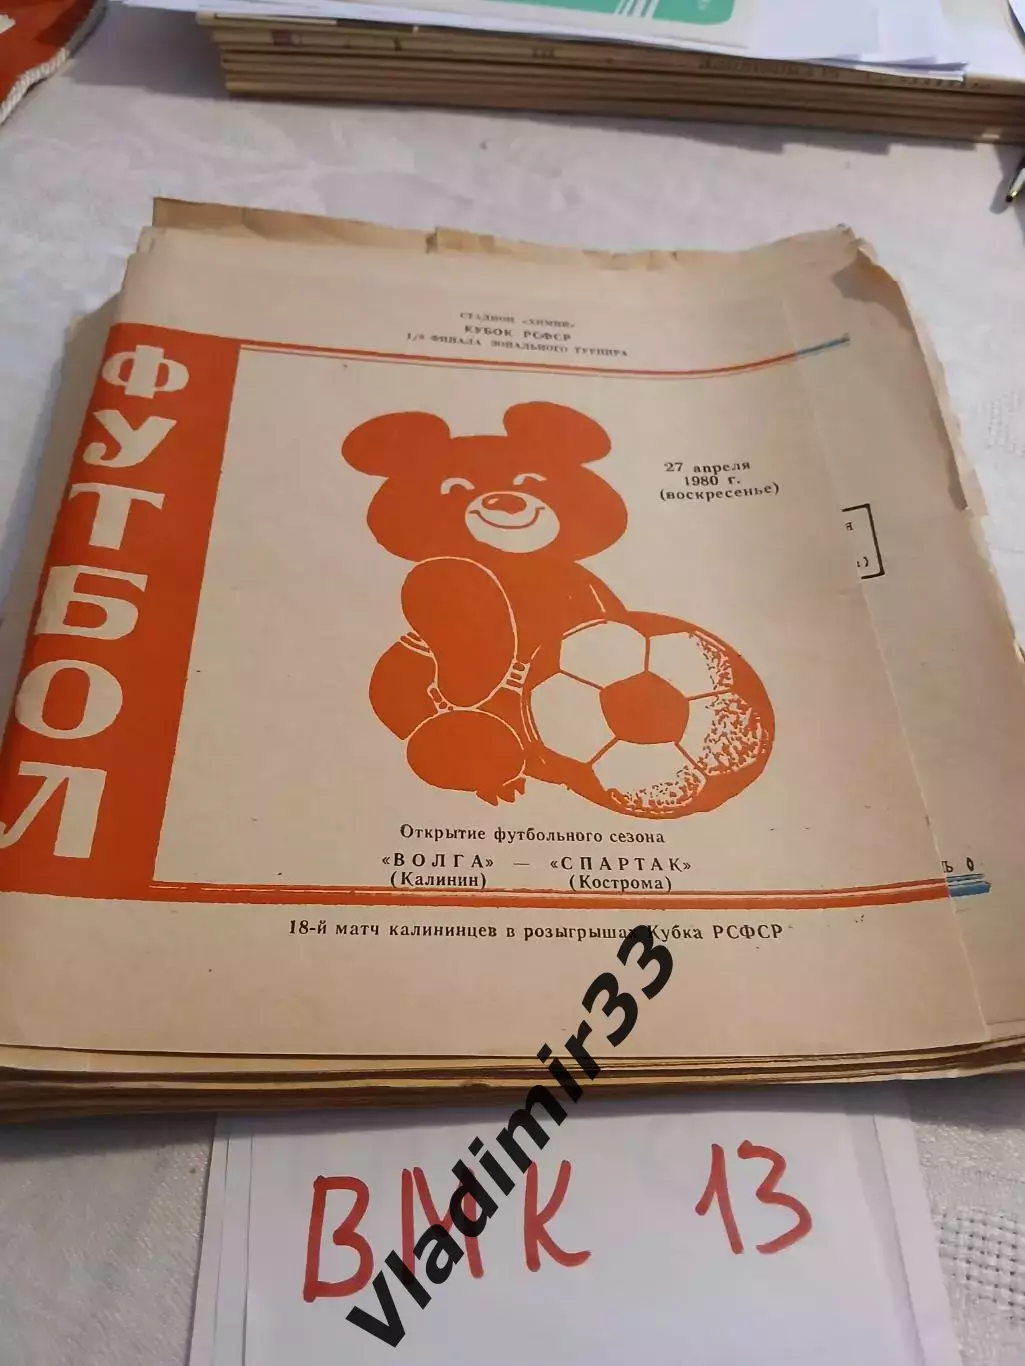 СТАДИОН «ХИМИК»
КУБОК РСФСР
1/8 ФИНАЛА ЗОНАЛЬНОГО ТУРНИРА
ФУТБОЛ
27 апреля
1980 г.
(воскресенье)
я
Открытие футбольного сезона
«ВОЛГА» — «СПАРТАК»
(Калинин) (Кострома)
18-й матч калининцев в розыгрышах Кубка РСФСР
vladimir33
ВМК 13